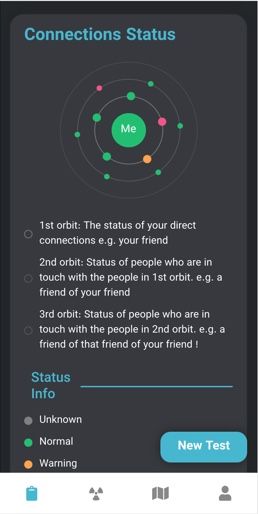 Connections Status
Me
1st orbit: The status of your direct
connections e.g. your friend
2nd orbit: Status of people who are in
touch with the people in 1st orbit. e.g. a
friend of your friend
3rd orbit: Status of people who are in
touch with the people in 2nd orbit. e.g. a
friend of that friend of your friend !
Status
Info
Unknown
Normal
New Test
Warning